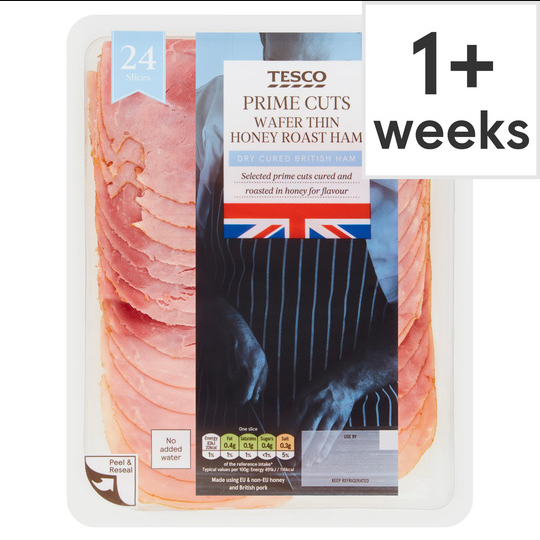 24
Slices
1+
weeks
TESCO
PRIME CUTS
WAFER THIN
HONEY ROAST HAM
DRY CURED BRITISH HAM
Selected prime cuts cured and
roasted in honey for flavour
No
added
water
Peel &
Reseal
One slice
Energy Fat Saturates Sugars Salt
0.4g 0.1g 0.4g 0.3g
1% 1% 1% <1% 5%
of the reference intake*
Made using EU & non-EU honey
and British pork
USE BY
KEEP REFRIGERATED